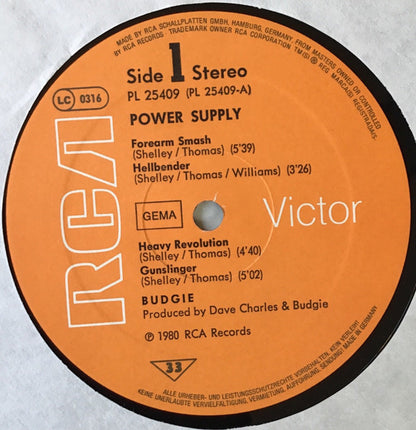 MADE BY RCA SCHALLPLATTEN GMBH, HAMBURG, GERMANY, FROM MASTERS OWNED OR CONTROLLED
BY RCA RECORDS · TRADEMARK OWNER RCA CORPORATION TM(S) ® REG MARCA(S) REGISTRADA(S)·
Side 1 Stereo
PL 25409 (PL 25409-A)
LC 0316
POWER SUPPLY
Forearm Smash
(Shelley/Thomas) (5'39)
Hellbender
(Shelley/Thomas/Williams) (3'26)
RCA
GEMA
Victor
Heavy Revolution
(Shelley/Thomas) (4'40)
Gunslinger
(Shelley/Thomas) (5'02)
BUDGIE
Produced by Dave Charles & Budgie
℗ 1980 RCA Records
33
ALLE URHEBER- UND LEISTUNGSSCHUTZRECHTE VORBEHALTEN. KEIN VERLEIH!
KEINE UNERLAUBTE VERVIELFÄLTIGUNG, VERMIETUNG, AUFFÜHRUNG, SENDUNG! MADE IN GERMANY